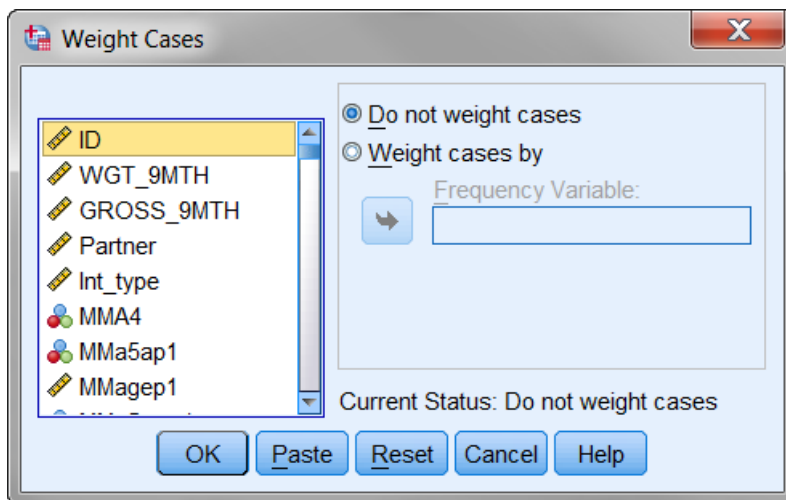 Weight Cases
ID
WGT_9MTH
GROSS_9MTH
Partner
Int_type
MMA4
MMa5ap1
MMagep1
Do not weight cases
Weight cases by
Frequency Variable:
Current Status: Do not weight cases
OK
Paste
Reset
Cancel
Help